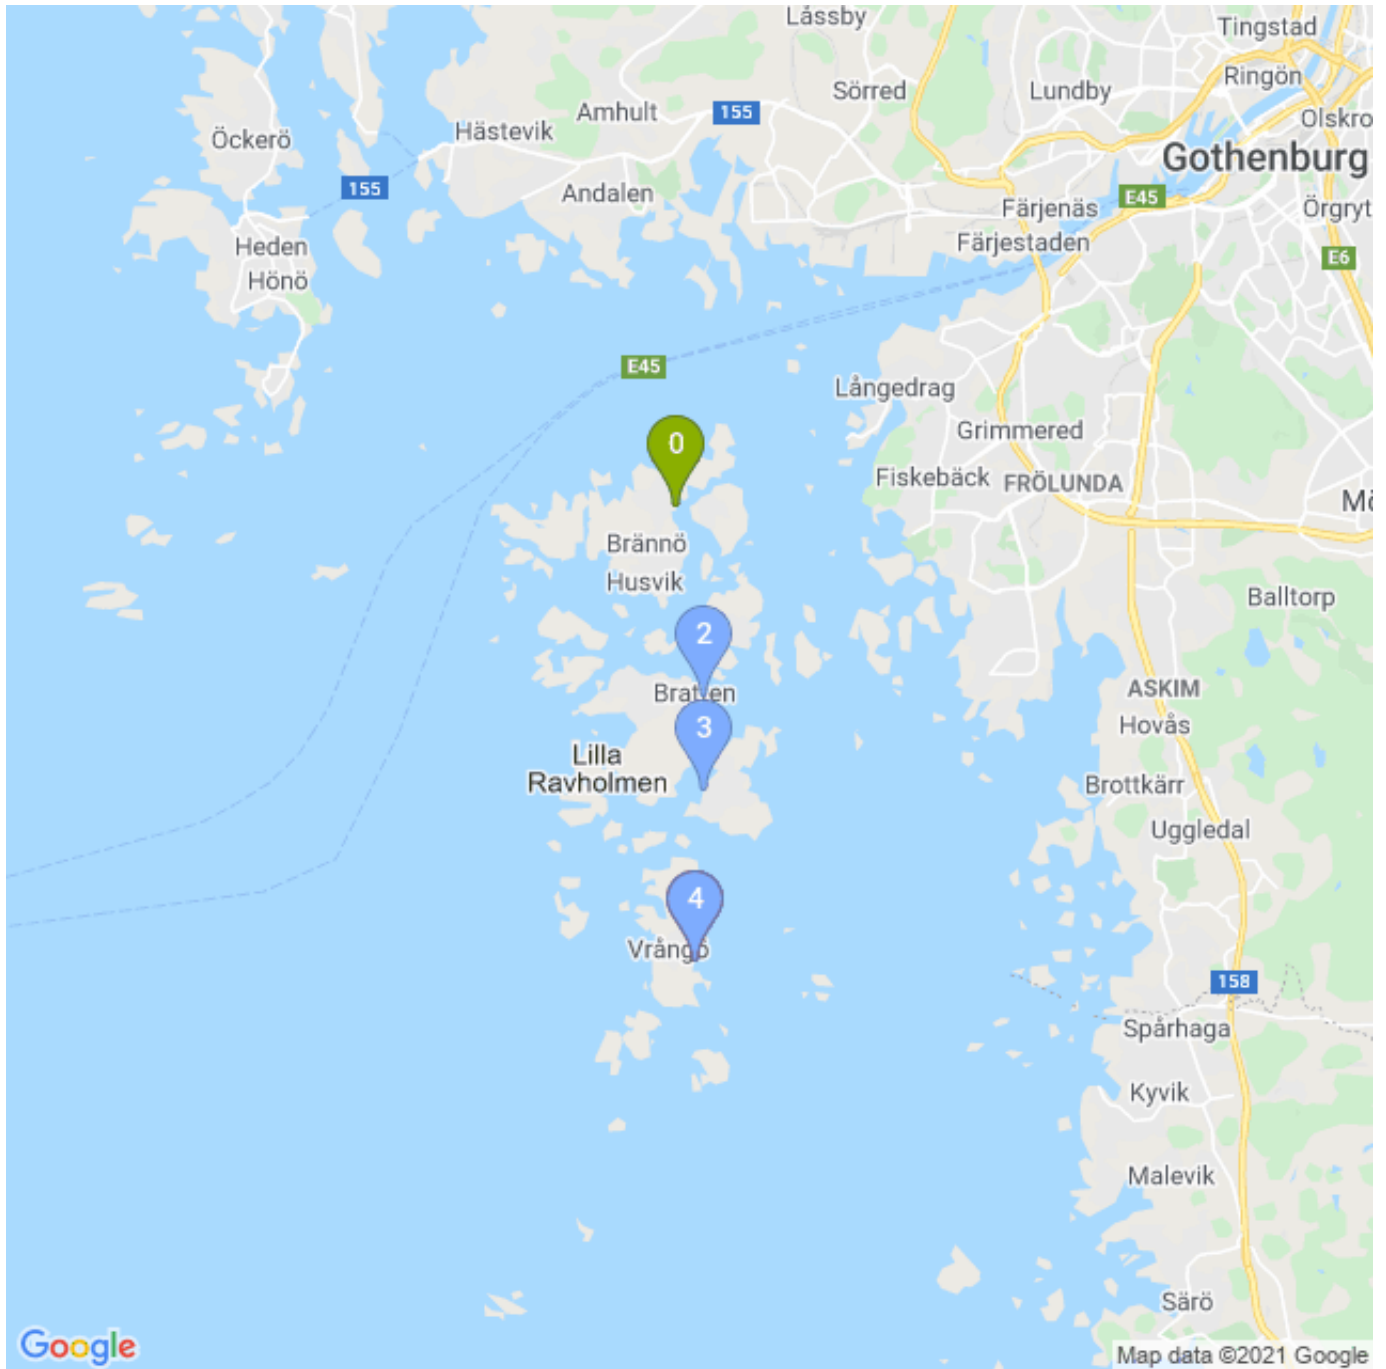 Låssby
Tingstad
Ringön
Sörred
Lundby
Amhult
155
Olskro
Hästevik
Öckerö
Gothenburg
155
Andalen
E45
Färjenäs
Örgryt
Färjestaden
Heden
E6
Hönö
E45
Långedrag
Grimmered
0
Fiskebäck
FRÖLUNDA
Mö
Brännö
Husvik
Balltorp
2
ASKIM
Bratten
Hovås
3
Lilla
Ravholmen
Brottkärr
Uggledal
4
Vrångö
158
Spårhaga
Kyvik
Malevik
Särö
Google
Map data ©2021 Google